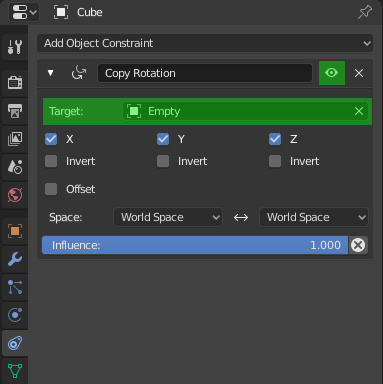 Cube
Add Object Constraint
Copy Rotation
Target: Empty
X Y Z
Invert Invert Invert
Offset
Space: World Space World Space
Influence: 1.000